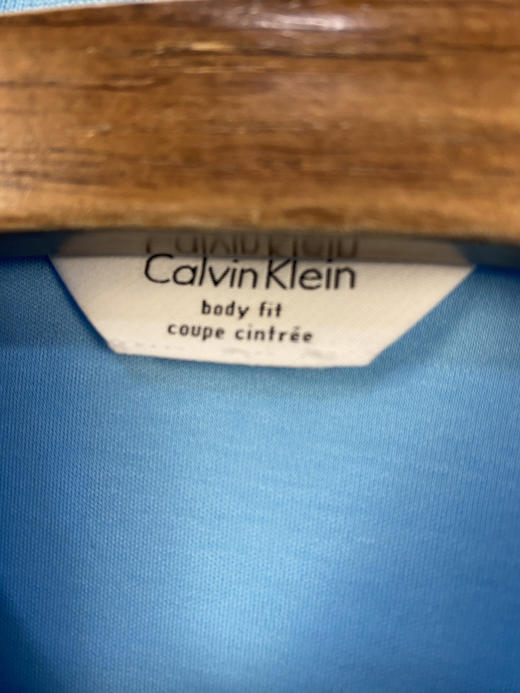 Calvin Klein
body fit
coupe cintrée